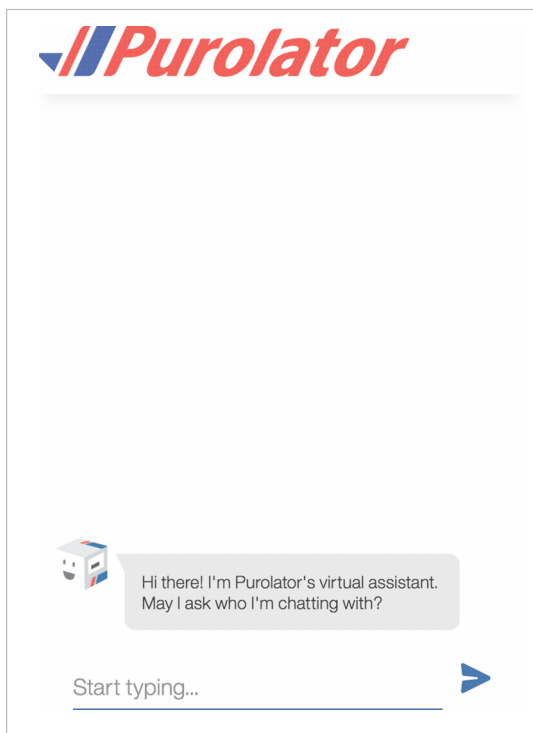 Purolator
Hi there! I'm Purolator's virtual assistant.
May I ask who I'm chatting with?
Start typing...